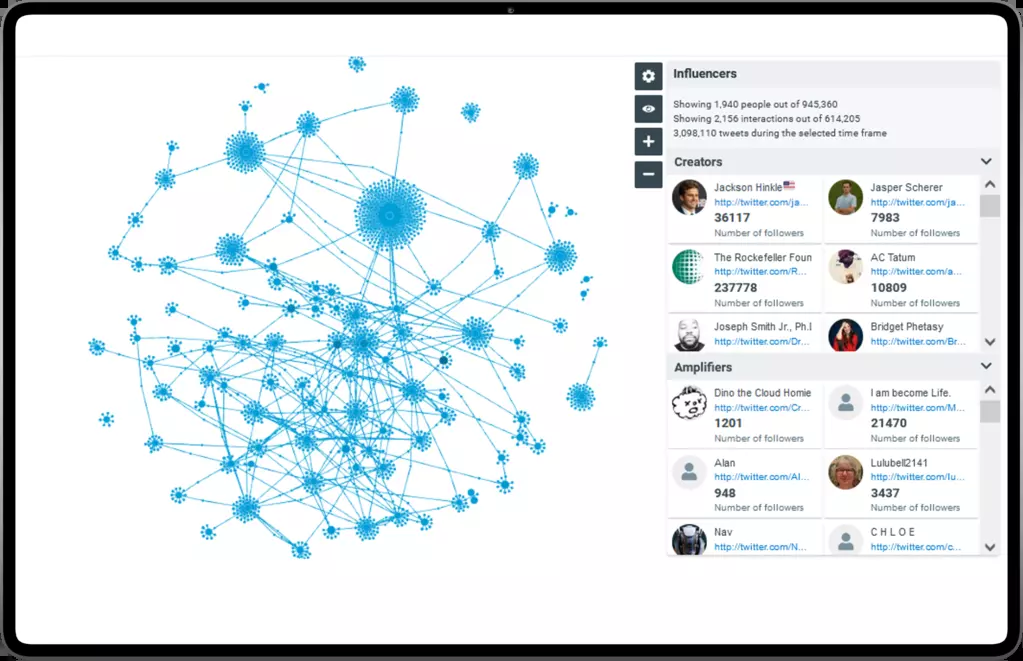 Influencers
Showing 1,940 people out of 945,360
Showing 2,156 interactions out of 614,205
3,098,110 tweets during the selected time frame
Creators
Jackson Hinkle
http://twitter.com/ja...
36117
Number of followers
Jasper Scherer
http://twitter.com/ja...
7983
Number of followers
The Rockefeller Foun
http://twitter.com/R...
237778
Number of followers
AC Tatum
http://twitter.com/a...
10809
Number of followers
Joseph Smith Jr., Ph.I
http://twitter.com/Dr...
Bridget Phetasy
http://twitter.com/Br...
Amplifiers
Dino the Cloud Homie
http://twitter.com/Cr...
1201
Number of followers
I am become Life.
http://twitter.com/M...
21470
Number of followers
Alan
http://twitter.com/Al...
948
Number of followers
Lulubell2141
http://twitter.com/lu...
3437
Number of followers
Nav
http://twitter.com/N...
C H L O E
http://twitter.com/c...